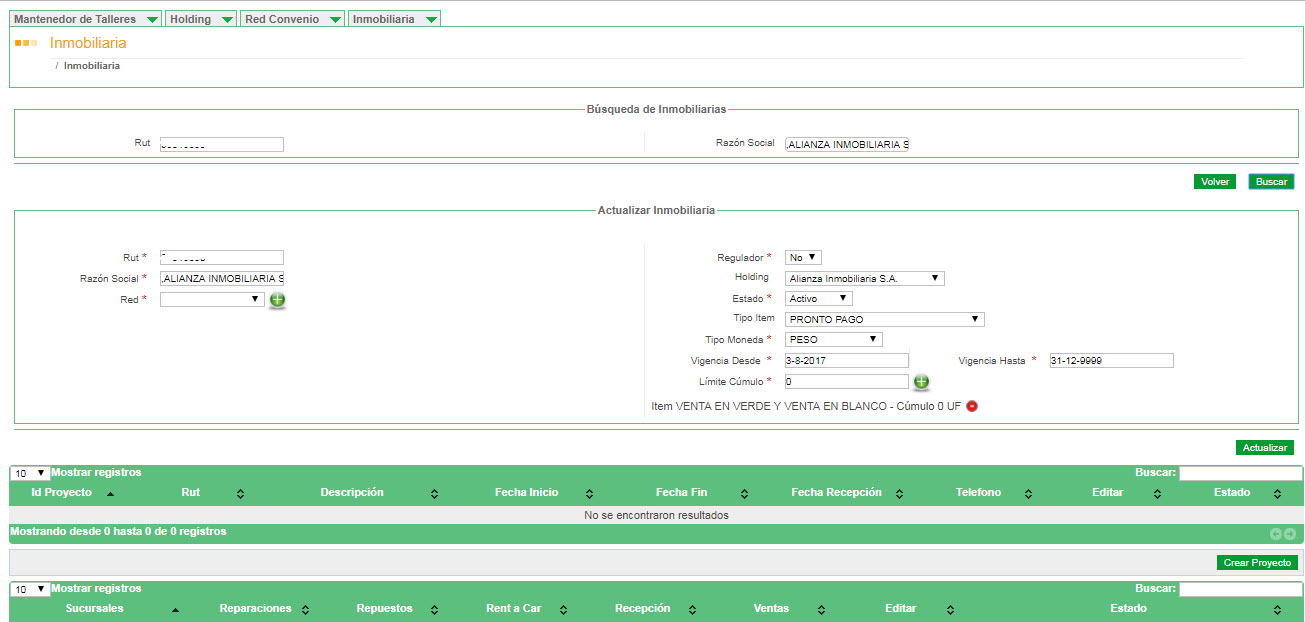 Mantenedor de Talleres Holding Red Convenio Inmobiliaria
Inmobiliaria
/ Inmobiliaria
Búsqueda de Inmobiliarias
Rut Razón Social ,ALIANZA INMOBILIARIA S
Volver Buscar
Actualizar Inmobiliaria
Rut * Regulador * No
Razón Social * ,ALIANZA INMOBILIARIA S Holding Alianza Inmobiliaria S.A.
Red * Estado * Activo
Tipo Item PRONTO PAGO
Tipo Moneda * PESO
Vigencia Desde * 3-8-2017 Vigencia Hasta * 31-12-9999
Límite Cúmulo * 0
Item VENTA EN VERDE Y VENTA EN BLANCO - Cúmulo 0 UF
Actualizar
10 Mostrar registros Buscar:
Id Proyecto Rut Descripción Fecha Inicio Fecha Fin Fecha Recepción Telefono Editar Estado
No se encontraron resultados
Mostrando desde 0 hasta 0 de 0 registros
Crear Proyecto
10 Mostrar registros Buscar:
Sucursales Reparaciones Repuestos Rent a Car Recepción Ventas Editar Estado